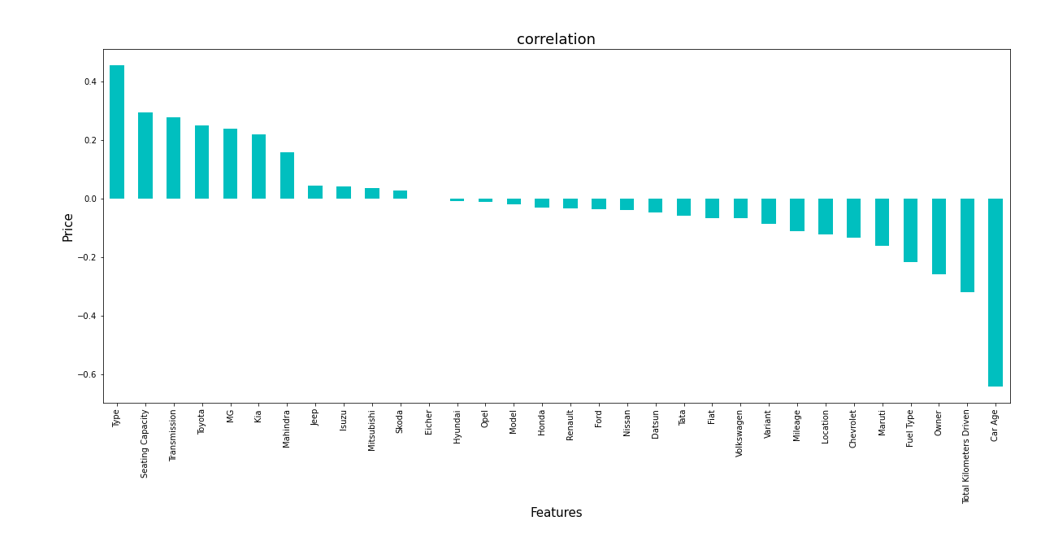 correlation
0.4
0.2
0.0
−0.2
−0.4
−0.6
Price
Type
Seating Capacity
Transmission
Toyota
MG
Kia
Mahindra
Jeep
Isuzu
Mitsubishi
Skoda
Eicher
Hyundai
Opel
Model
Honda
Renault
Ford
Nissan
Datsun
Tata
Fiat
Volkswagen
Variant
Mileage
Location
Chevrolet
Maruti
Fuel Type
Owner
Total Kilometers Driven
Car Age
Features